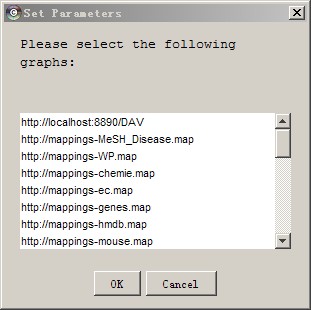 Set Parameters
Please select the following
graphs:
http://localhost:8890/DAV
http://mappings-MeSH_Disease.map
http://mappings-WP.map
http://mappings-chemie.map
http://mappings-ec.map
http://mappings-genes.map
http://mappings-hmdb.map
http://mappings-mouse.map
OK
Cancel